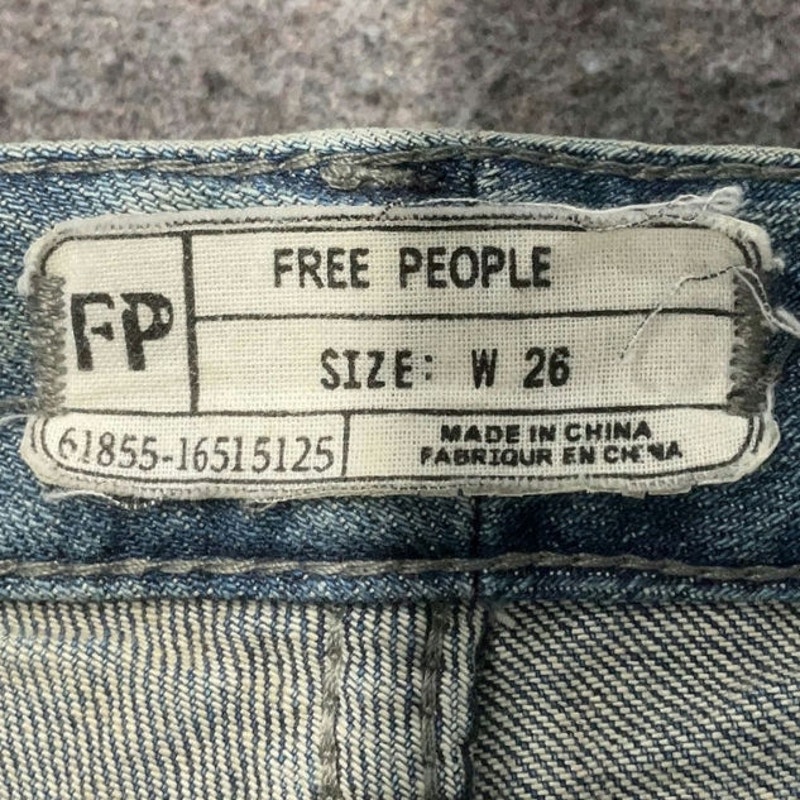 FP
FREE PEOPLE
SIZE: W 26
61855-16515125
MADE IN CHINA
FABRIQUR EN CHINA